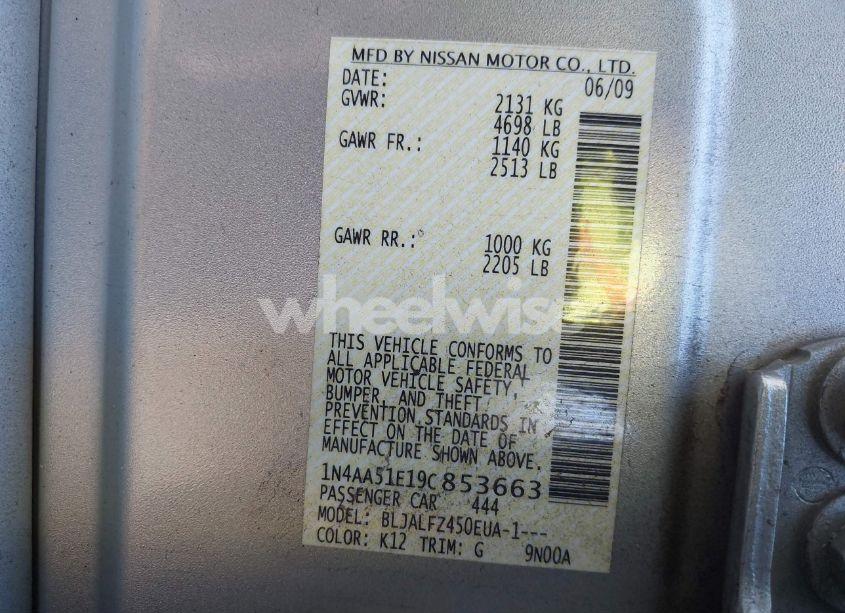 MFD BY NISSAN MOTOR CO., LTD.
DATE: 06/09
GVWR: 2131 KG
4698 LB
GAWR FR.: 1140 KG
2513 LB
GAWR RR.: 1000 KG
2205 LB
wheelwise
THIS VEHICLE CONFORMS TO
ALL APPLICABLE FEDERAL
MOTOR VEHICLE SAFETY,
BUMPER, AND THEFT
PREVENTION STANDARDS IN
EFFECT ON THE DATE OF
MANUFACTURE SHOWN ABOVE.
1N4AA51E19C853663
PASSENGER CAR 444
MODEL: BLJALFZ450EUA-1---
COLOR: K12 TRIM: G 9N00A